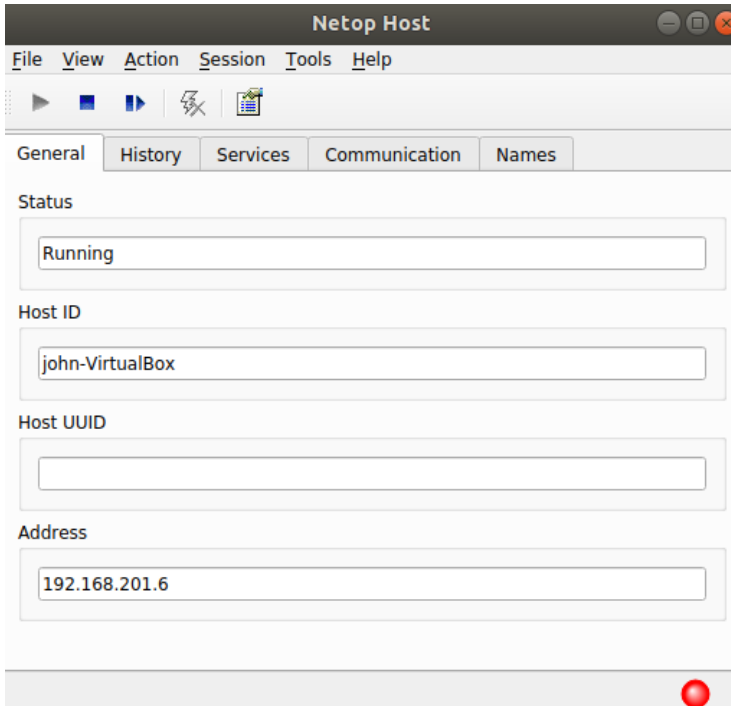 Netop Host
File View Action Session Tools Help
General History Services Communication Names
Status
Running
Host ID
john-VirtualBox
Host UUID
Address
192.168.201.6